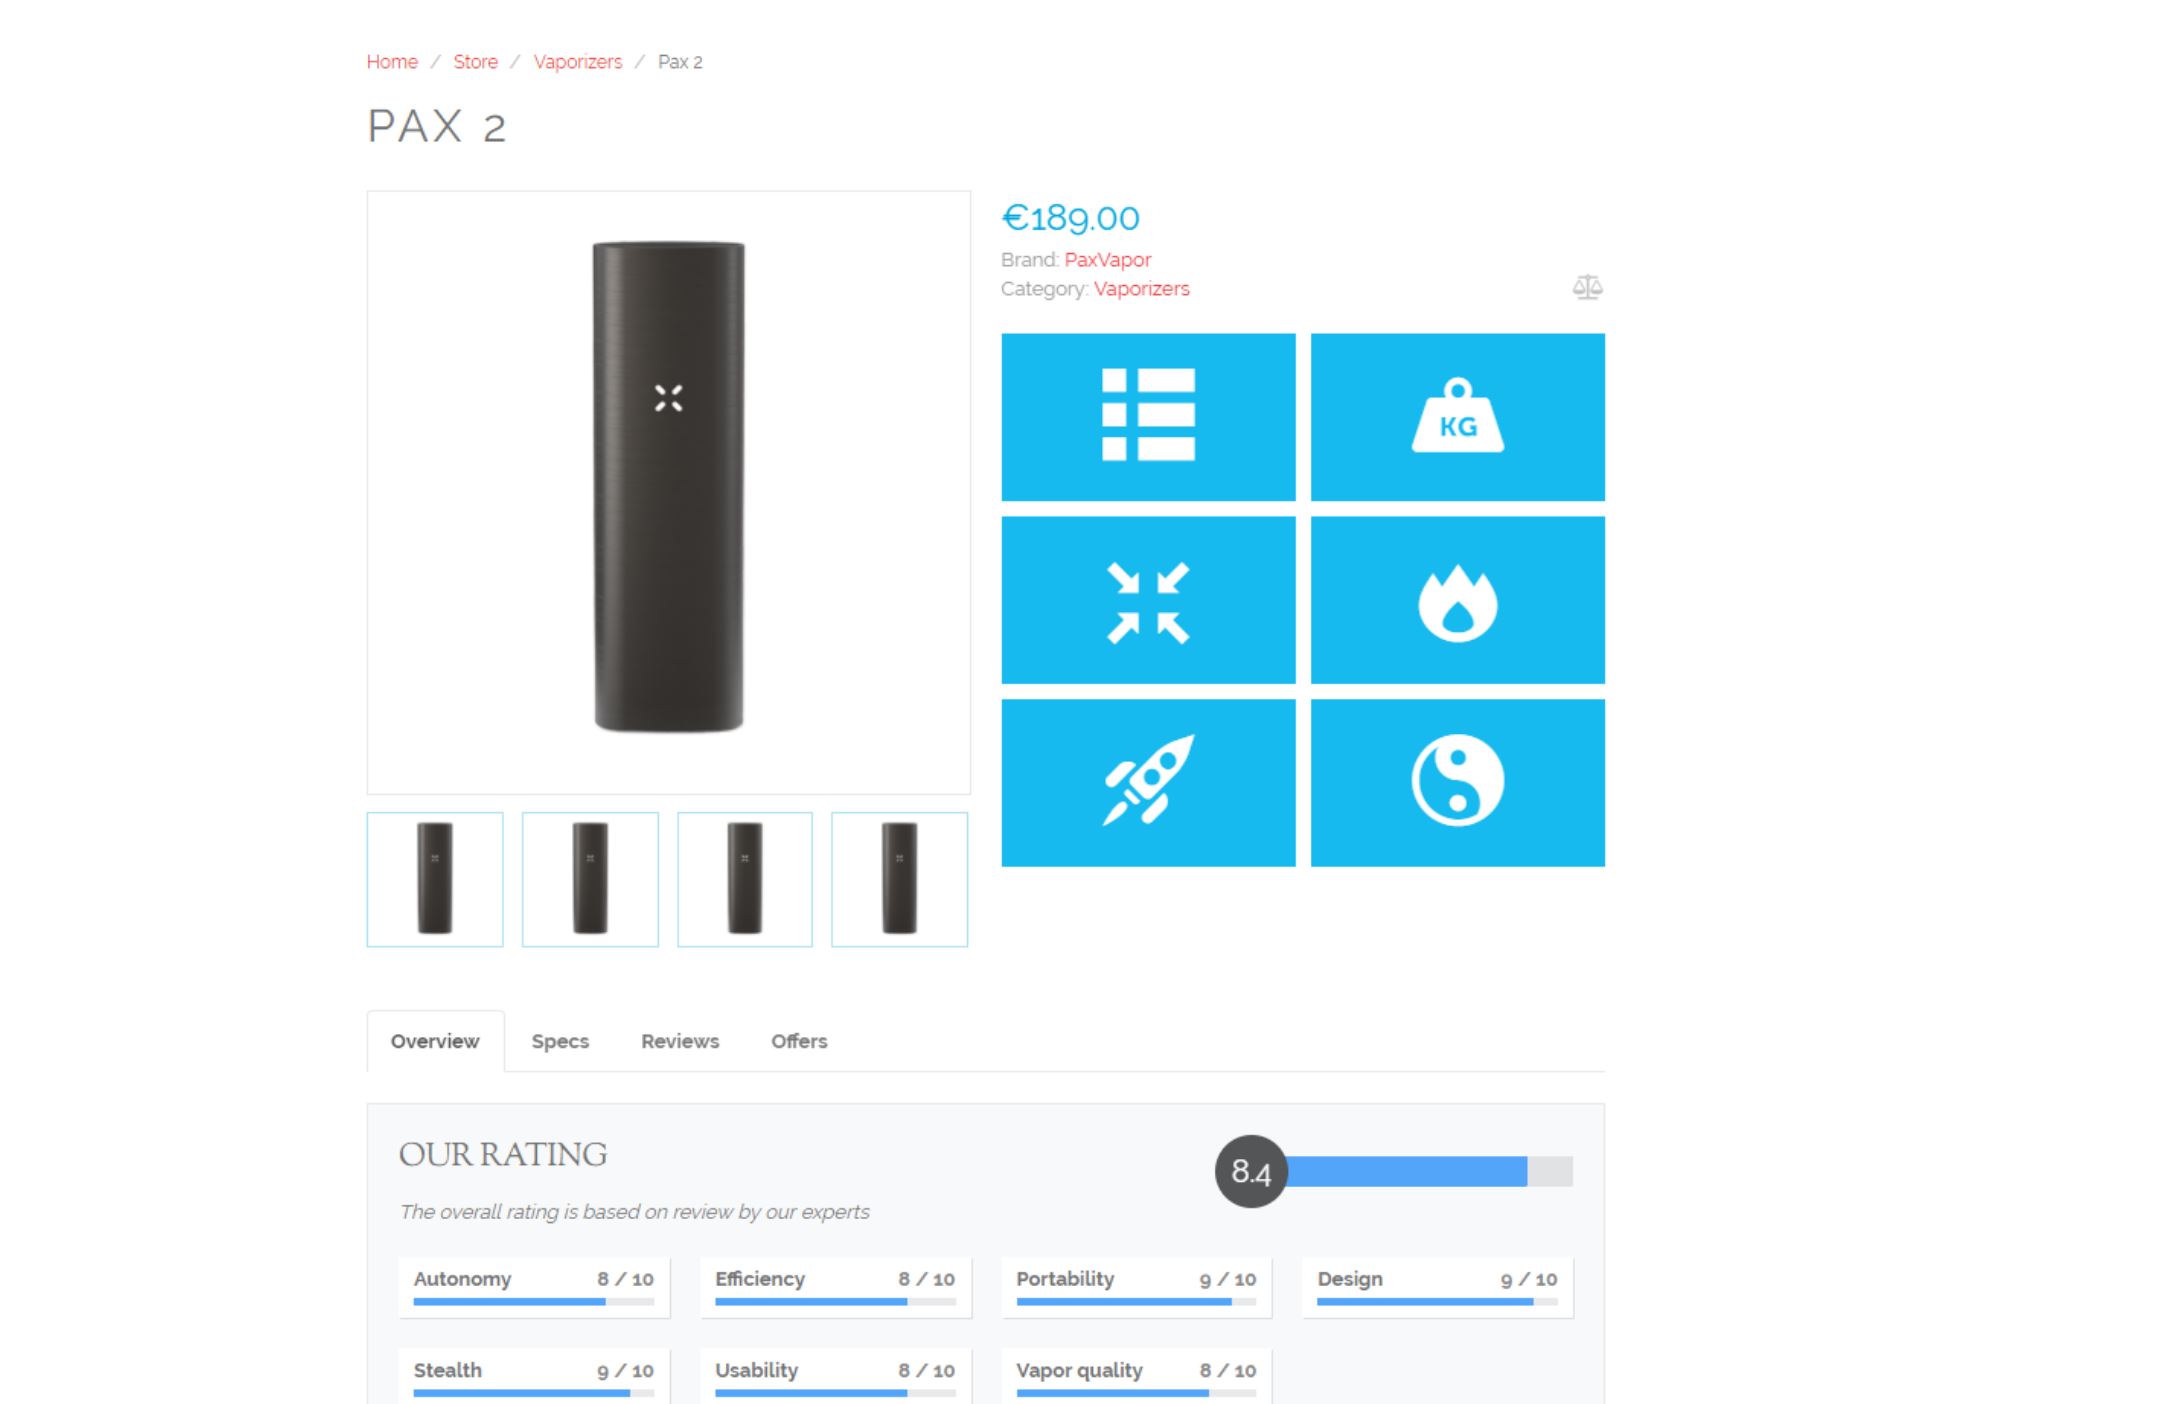 Home / Store / Vaporizers / Pax 2
PAX 2
€189.00
Brand: PaxVapor
Category: Vaporizers
KG
Overview Specs Reviews Offers
OUR RATING
8.4
The overall rating is based on review by our experts
Autonomy 8 / 10
Efficiency 8 / 10
Portability 9 / 10
Design 9 / 10
Stealth 9 / 10
Usability 8 / 10
Vapor quality 8 / 10